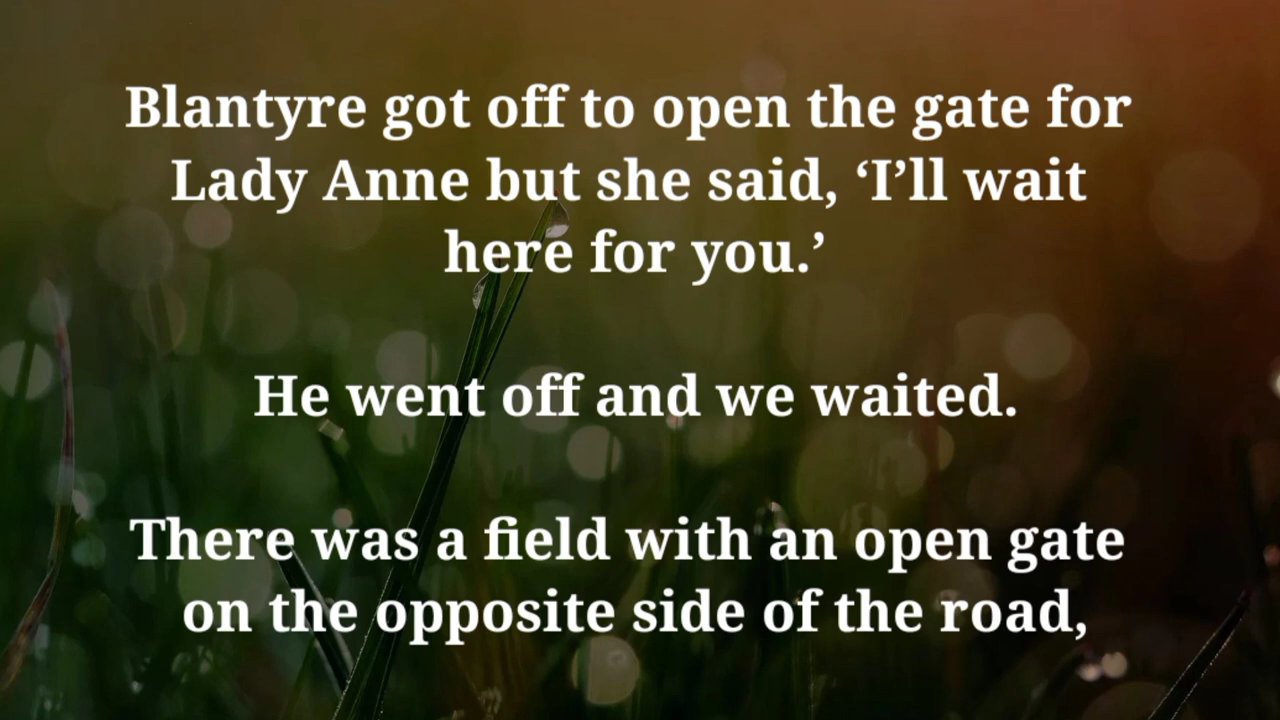 Blantyre got off to open the gate for
Lady Anne but she said, ‘I’ll wait
here for you.’
He went off and we waited.
There was a field with an open gate
on the opposite side of the road,